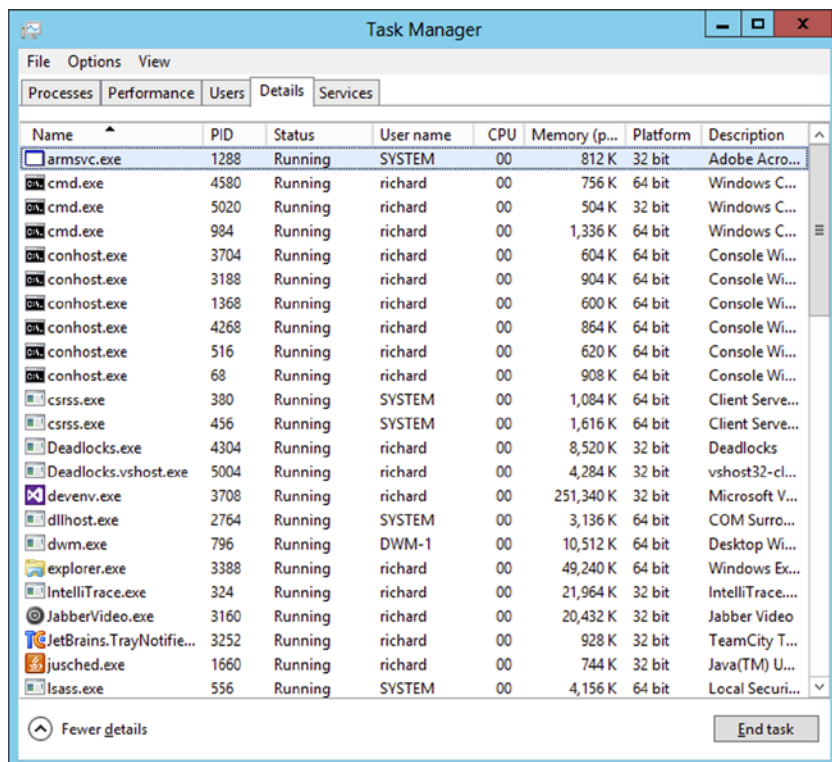 Task Manager
File Options View
Processes Performance Users Details Services
Name PID Status User name CPU Memory (p... Platform Description
armsvc.exe 1288 Running SYSTEM 00 812 K 32 bit Adobe Acro...
cmd.exe 4580 Running richard 00 756 K 64 bit Windows C...
cmd.exe 5020 Running richard 00 504 K 32 bit Windows C...
cmd.exe 984 Running richard 00 1,336 K 64 bit Windows C...
conhost.exe 3704 Running richard 00 604 K 64 bit Console Wi...
conhost.exe 3188 Running richard 00 904 K 64 bit Console Wi...
conhost.exe 1368 Running richard 00 600 K 64 bit Console Wi...
conhost.exe 4268 Running richard 00 864 K 64 bit Console Wi...
conhost.exe 516 Running richard 00 620 K 64 bit Console Wi...
conhost.exe 68 Running richard 00 908 K 64 bit Console Wi...
csrss.exe 380 Running SYSTEM 00 1,084 K 64 bit Client Serve...
csrss.exe 456 Running SYSTEM 00 1,616 K 64 bit Client Serve...
Deadlocks.exe 4304 Running richard 00 8,520 K 32 bit Deadlocks
Deadlocks.vshost.exe 5004 Running richard 00 4,284 K 32 bit vshost32-cl...
devenv.exe 3708 Running richard 00 251,340 K 32 bit Microsoft V...
dllhost.exe 2764 Running SYSTEM 00 3,136 K 64 bit COM Surro...
dwm.exe 796 Running DWM-1 00 10,512 K 64 bit Desktop Wi...
explorer.exe 3388 Running richard 00 49,240 K 64 bit Windows Ex...
IntelliTrace.exe 324 Running richard 00 21,964 K 32 bit IntelliTrace....
JabberVideo.exe 3160 Running richard 00 20,432 K 32 bit Jabber Video
JetBrains.TrayNotifie... 3252 Running richard 00 928 K 32 bit TeamCity T...
jusched.exe 1660 Running richard 00 744 K 32 bit Java(TM) U...
lsass.exe 556 Running SYSTEM 00 4,156 K 64 bit Local Securi...
Fewer details End task